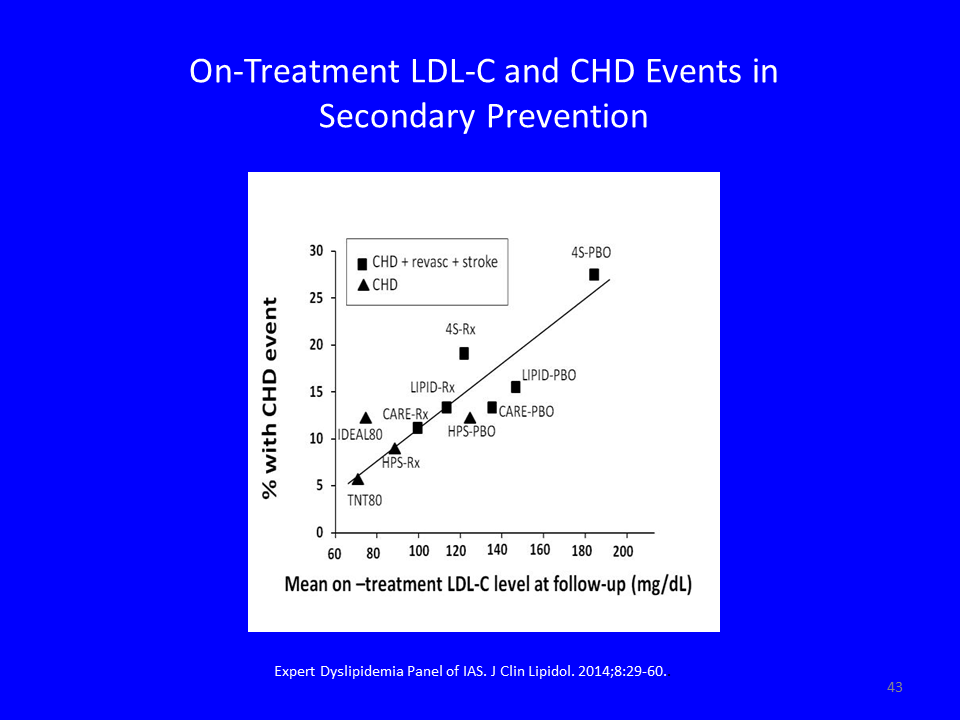 On-Treatment LDL-C and CHD Events in
Secondary Prevention
% with CHD event
30
25
20
15
10
5
0
CHD + revasc + stroke
CHD
4S-PBO
4S-Rx
LIPID-PBO
LIPID-Rx
CARE-PBO
CARE-Rx
IDEAL80
HPS-PBO
HPS-Rx
TNT80
60 80 100 120 140 160 180 200
Mean on –treatment LDL-C level at follow-up (mg/dL)
Expert Dyslipidemia Panel of IAS. J Clin Lipidol. 2014;8:29-60.
43